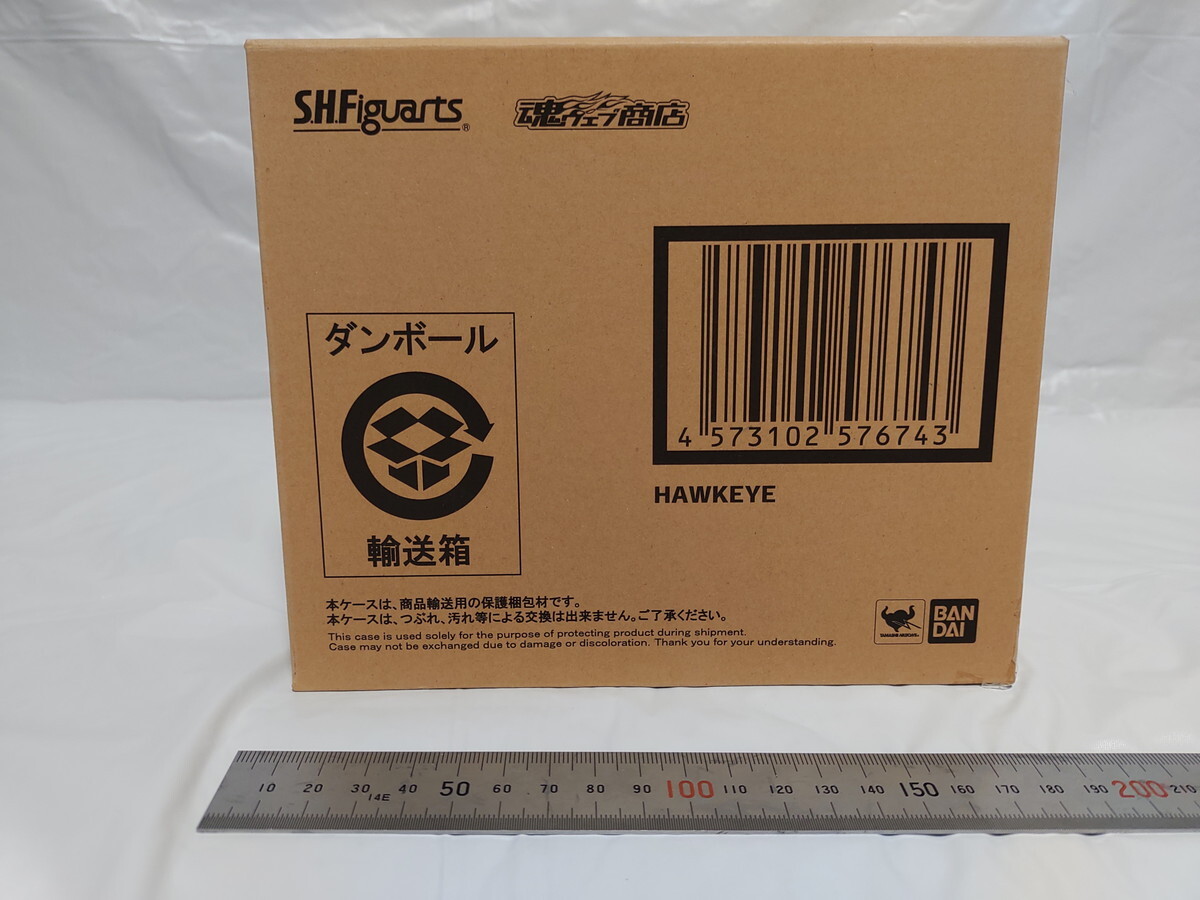 S.H.Figuarts®
魂ウェブ商店
4 573102 576743
HAWKEYE
ダンボール
輸送箱
本ケースは、商品輸送用の保護梱包材です。
本ケースは、つぶれ、汚れ等による交換は出来ません。ご了承ください。
This case is used solely for the purpose of protecting product during shipment.
Case may not be exchanged due to damage or discoloration. Thank you for your understanding.
TAMASHII NATIONS
BAN
DAI
10 20 30 40 50 60 70 80 90 100 110 120 130 140 150 160 170 180 190 200 210
14E